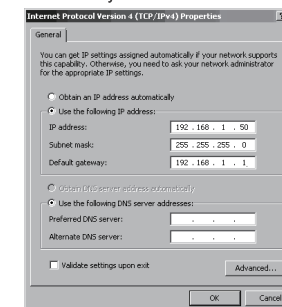 Internet Protocol Version 4 (TCP/IPv4) Properties
General
You can get IP settings assigned automatically if your network supports
this capability. Otherwise, you need to ask your network administrator
for the appropriate IP settings.
Obtain an IP address automatically
Use the following IP address:
IP address: 192 . 168 . 1 . 50
Subnet mask: 255 . 255 . 255 . 0
Default gateway: 192 . 168 . 1 . 1
Obtain DNS server address automatically
Use the following DNS server addresses:
Preferred DNS server: . . .
Alternate DNS server: . . .
Validate settings upon exit
Advanced...
OK Cancel